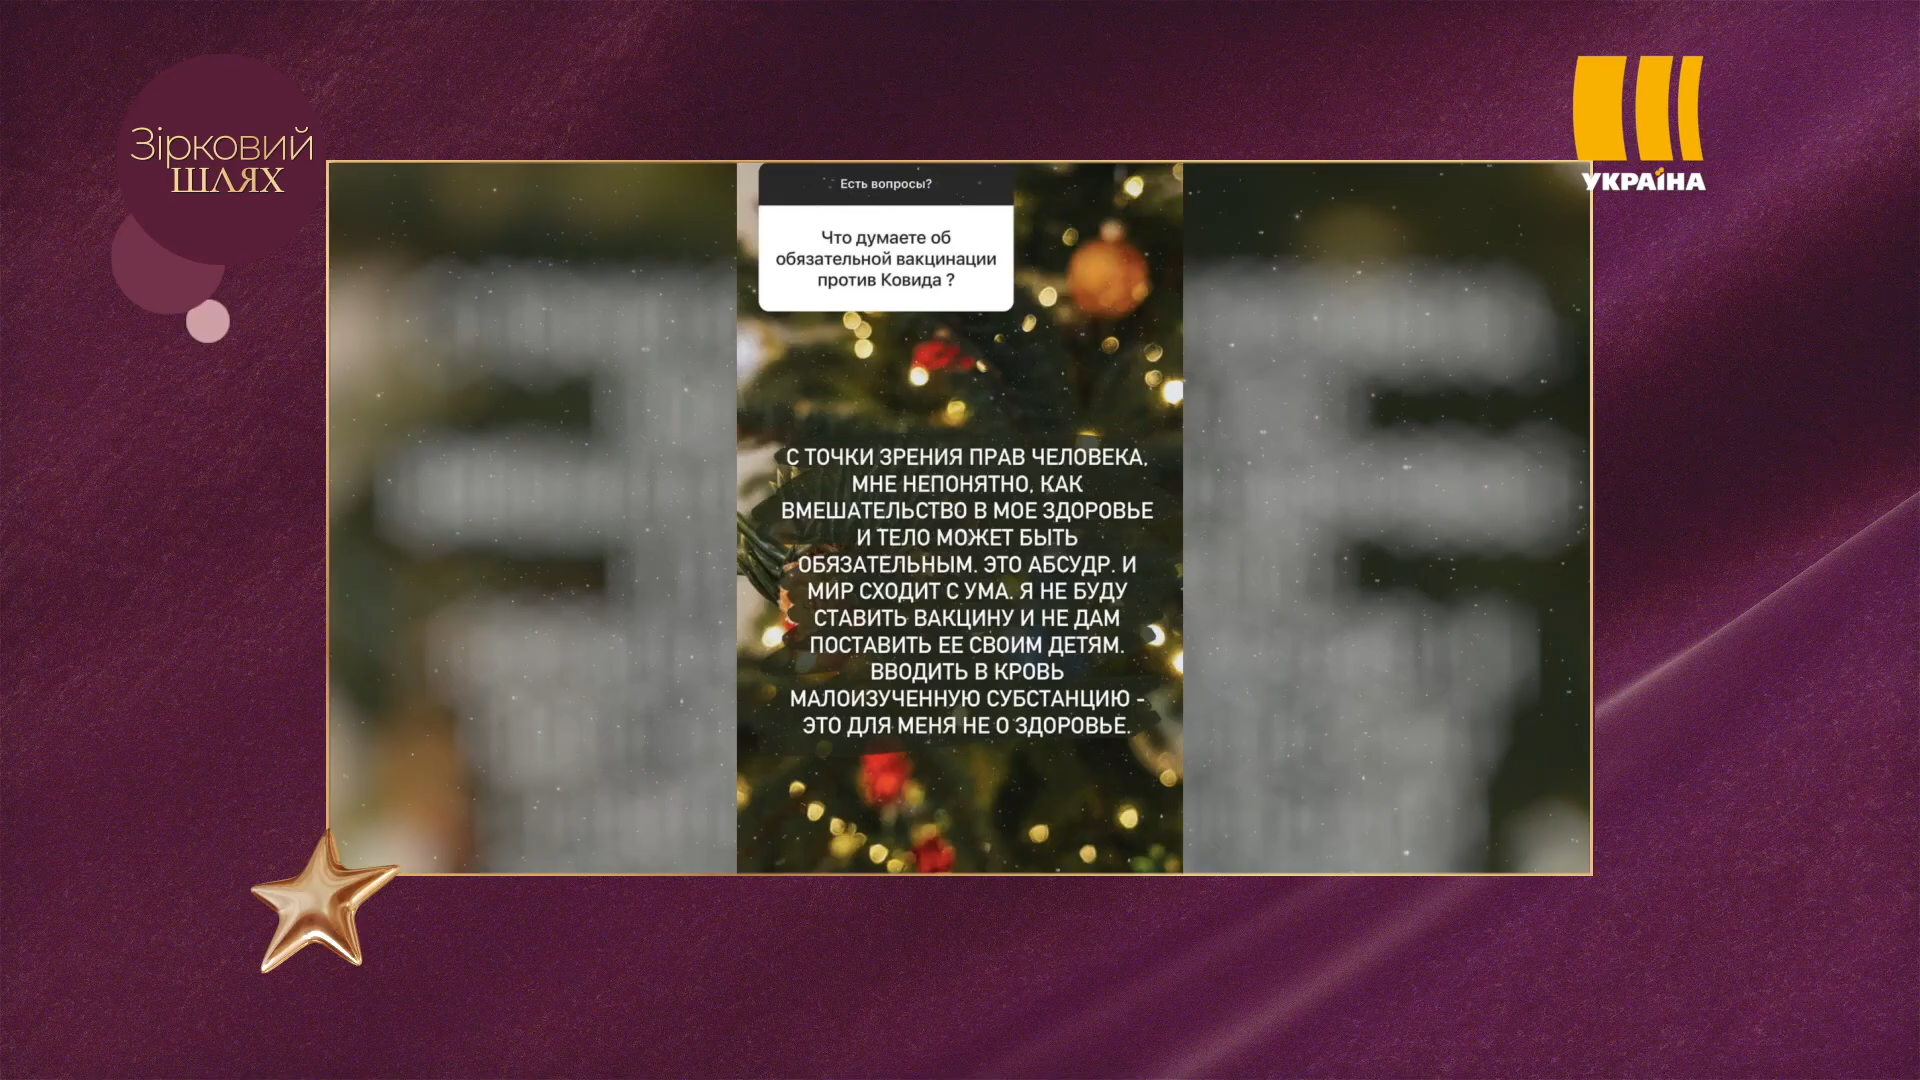 Зірковий
ШЛЯХ
УКРАЇНА
Есть вопросы?
Что думаете об
обязательной вакцинации
против Ковида ?
С ТОЧКИ ЗРЕНИЯ ПРАВ ЧЕЛОВЕКА,
МНЕ НЕПОНЯТНО, КАК
ВМЕШАТЕЛЬСТВО В МОЕ ЗДОРОВЬЕ
И ТЕЛО МОЖЕТ БЫТЬ
ОБЯЗАТЕЛЬНЫМ. ЭТО АБСУДР. И
МИР СХОДИТ С УМА. Я НЕ БУДУ
СТАВИТЬ ВАКЦИНУ И НЕ ДАМ
ПОСТАВИТЬ ЕЕ СВОИМ ДЕТЯМ.
ВВОДИТЬ В КРОВЬ
МАЛОИЗУЧЕННУЮ СУБСТАНЦИЮ -
ЭТО ДЛЯ МЕНЯ НЕ О ЗДОРОВЬЕ.